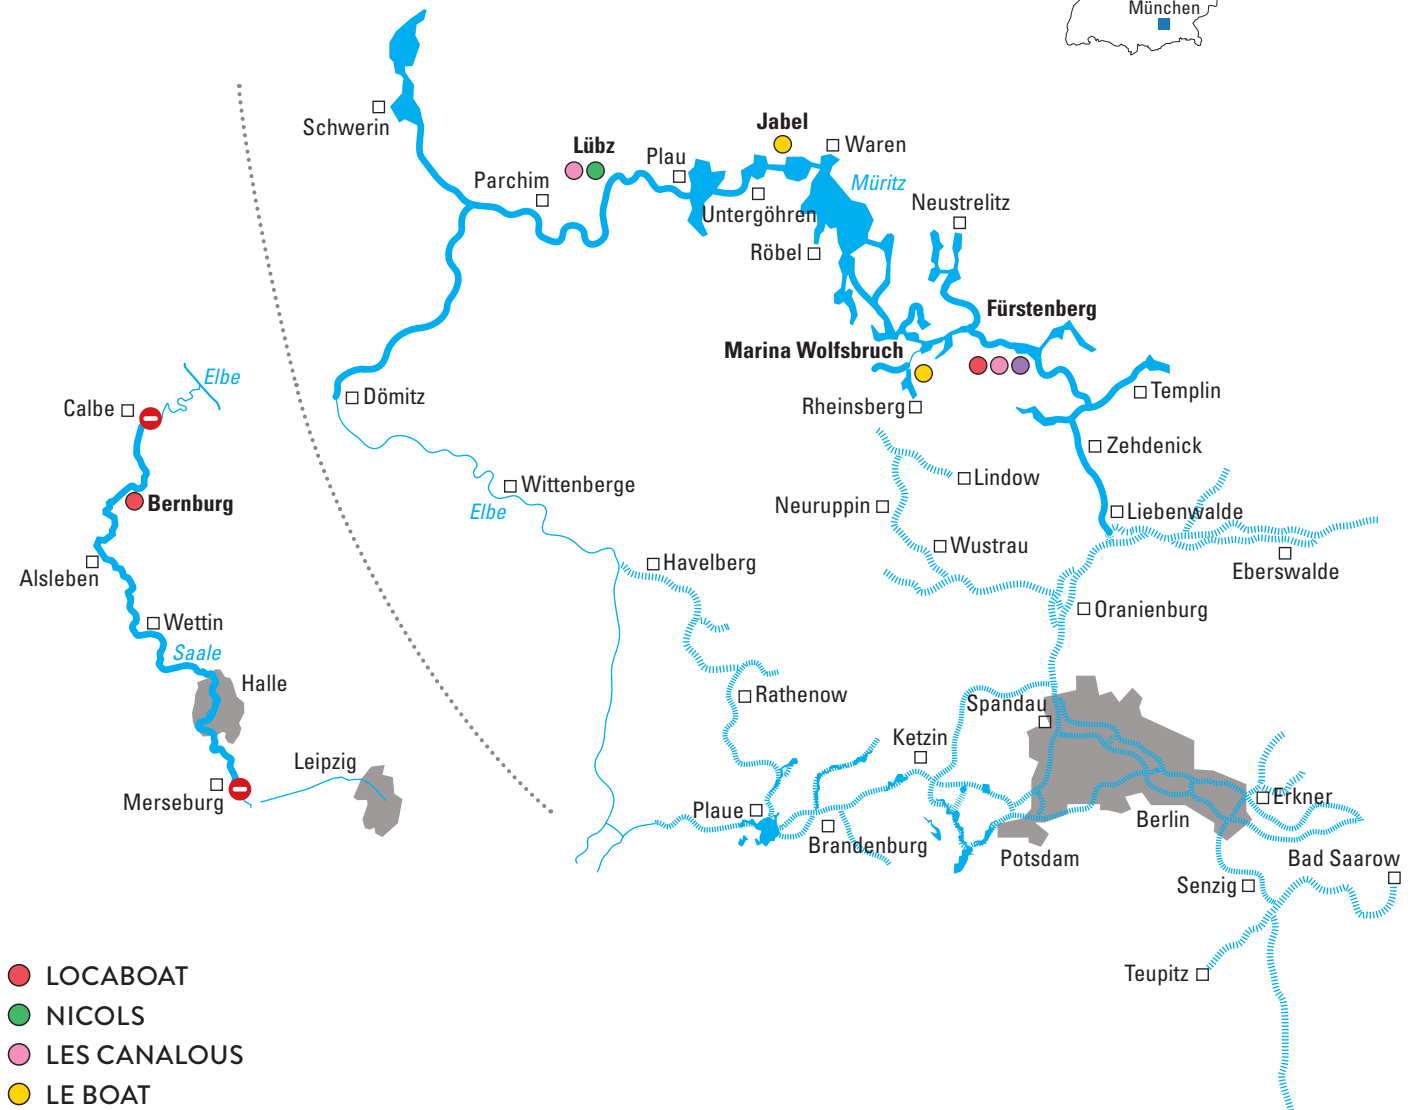 München
Schwerin
Jabel
Waren
Lübz
Plau
Müritz
Parchim
Untergöhren
Neustrelitz
Röbel
Fürstenberg
Marina Wolfsbruch
Elbe
Calbe
Dömitz
Rheinsberg
Templin
Zehdenick
Lindow
Wittenberge
Neuruppin
Bernburg
Elbe
Liebenwalde
Wustrau
Havelberg
Eberswalde
Alsleben
Oranienburg
Wettin
Saale
Halle
Rathenow
Spandau
Ketzin
Leipzig
Merseburg
Erkner
Plaue
Berlin
Brandenburg
Potsdam
Bad Saarow
Senzig
Teupitz
LOCABOAT
NICOLS
LES CANALOUS
LE BOAT